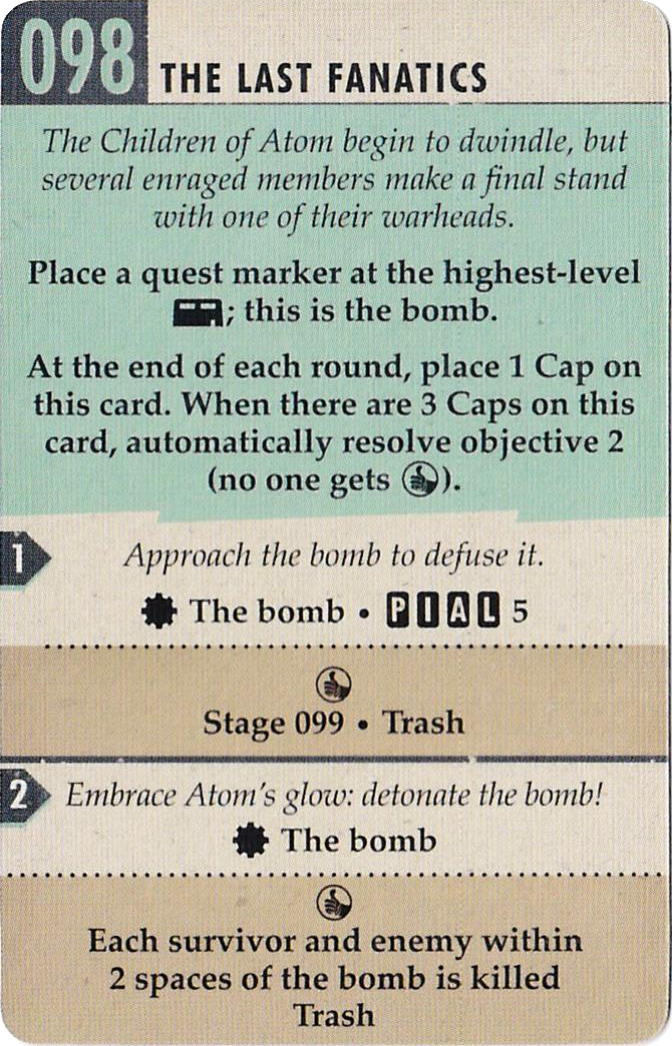 098 THE LAST FANATICS
The Children of Atom begin to dwindle, but
several enraged members make a final stand
with one of their warheads.
Place a quest marker at the highest-level
; this is the bomb.
At the end of each round, place 1 Cap on
this card. When there are 3 Caps on this
card, automatically resolve objective 2
(no one gets ).
1 Approach the bomb to defuse it.
The bomb • P I A L 5
Stage 099 • Trash
2 Embrace Atom's glow: detonate the bomb!
The bomb
Each survivor and enemy within
2 spaces of the bomb is killed
Trash